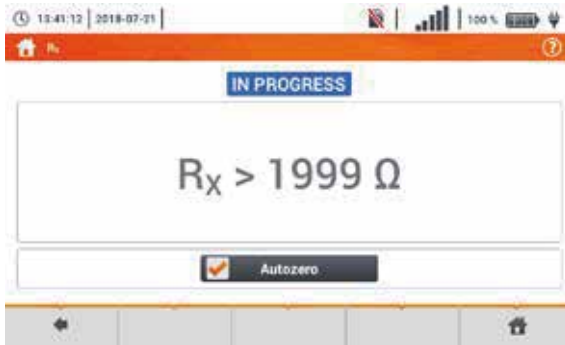 13:41:12 2018-07-21 100 %
Rx
IN PROGRESS
RX > 1999 Ω
Autozero